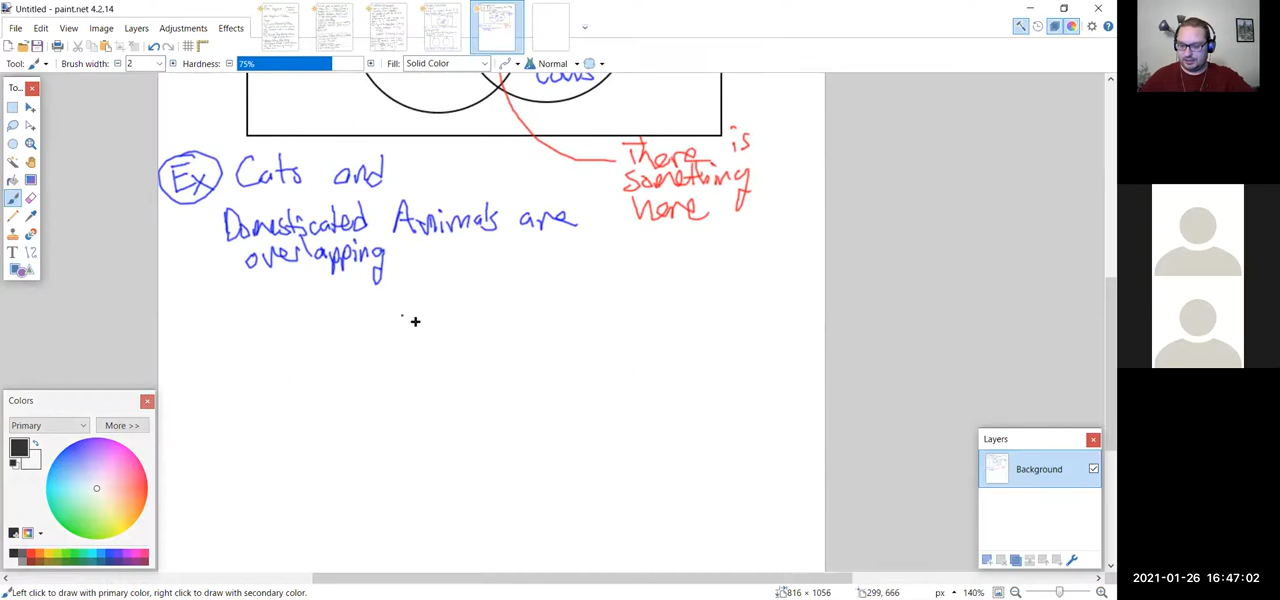 Untitled - paint.net 4.2.14
File Edit View Image Layers Adjustments Effects
Tool: Brush width: 2 Hardness: 75% Fill: Solid Color Normal
To...
Cats
There is
something
here
Ex Cats and
Domesticated Animals are
overlapping
Colors
Primary More >>
Layers
Background
Left click to draw with primary color, right click to draw with secondary color.
816 × 1056 299, 666 px 140%
2021-01-26 16:47:02